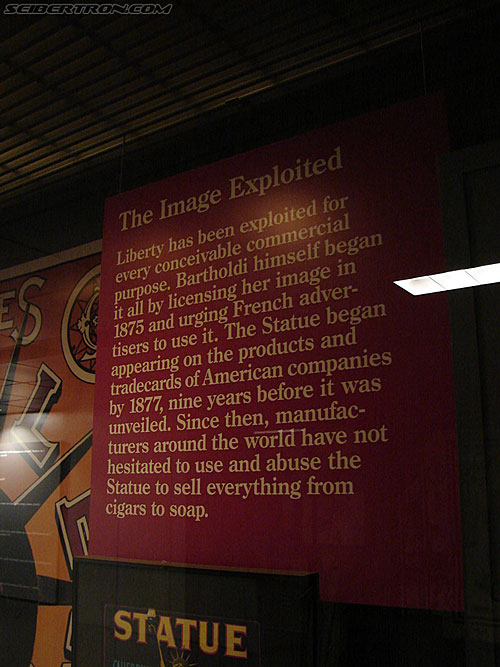 SEIBERTRON.COM
The Image Exploited
Liberty has been exploited for
every conceivable commercial
purpose. Bartholdi himself began
it all by licensing her image in
1875 and urging French adver-
tisers to use it. The Statue began
appearing on the products and
tradecards of American companies
by 1877, nine years before it was
unveiled. Since then, manufac-
turers around the world have not
hesitated to use and abuse the
Statue to sell everything from
cigars to soap.
ES
STATUE